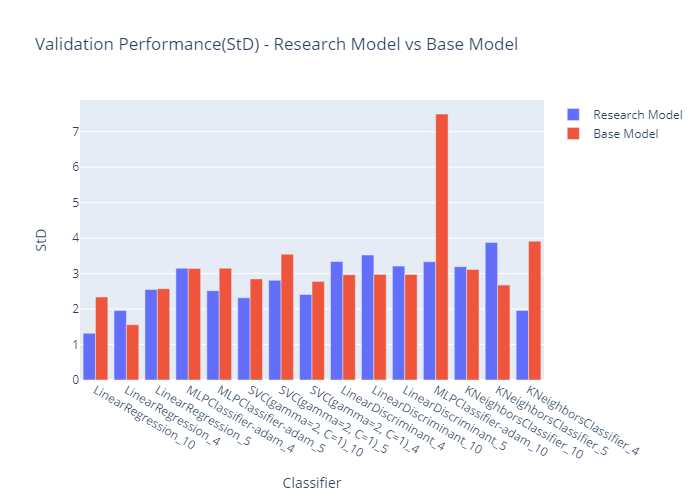 Validation Performance(StD) - Research Model vs Base Model
Research Model
Base Model
StD
7
6
5
4
3
2
1
0
LinearRegression_10
LinearRegression_4
LinearRegression_5
MLPClassifier-adam_4
MLPClassifier-adam_5
SVC(gamma=2, C=1)_10
SVC(gamma=2, C=1)_5
SVC(gamma=2, C=1)_4
LinearDiscriminant_4
LinearDiscriminant_10
LinearDiscriminant_5
MLPClassifier-adam_10
KNeighborsClassifier_10
KNeighborsClassifier_5
KNeighborsClassifier_4
Classifier